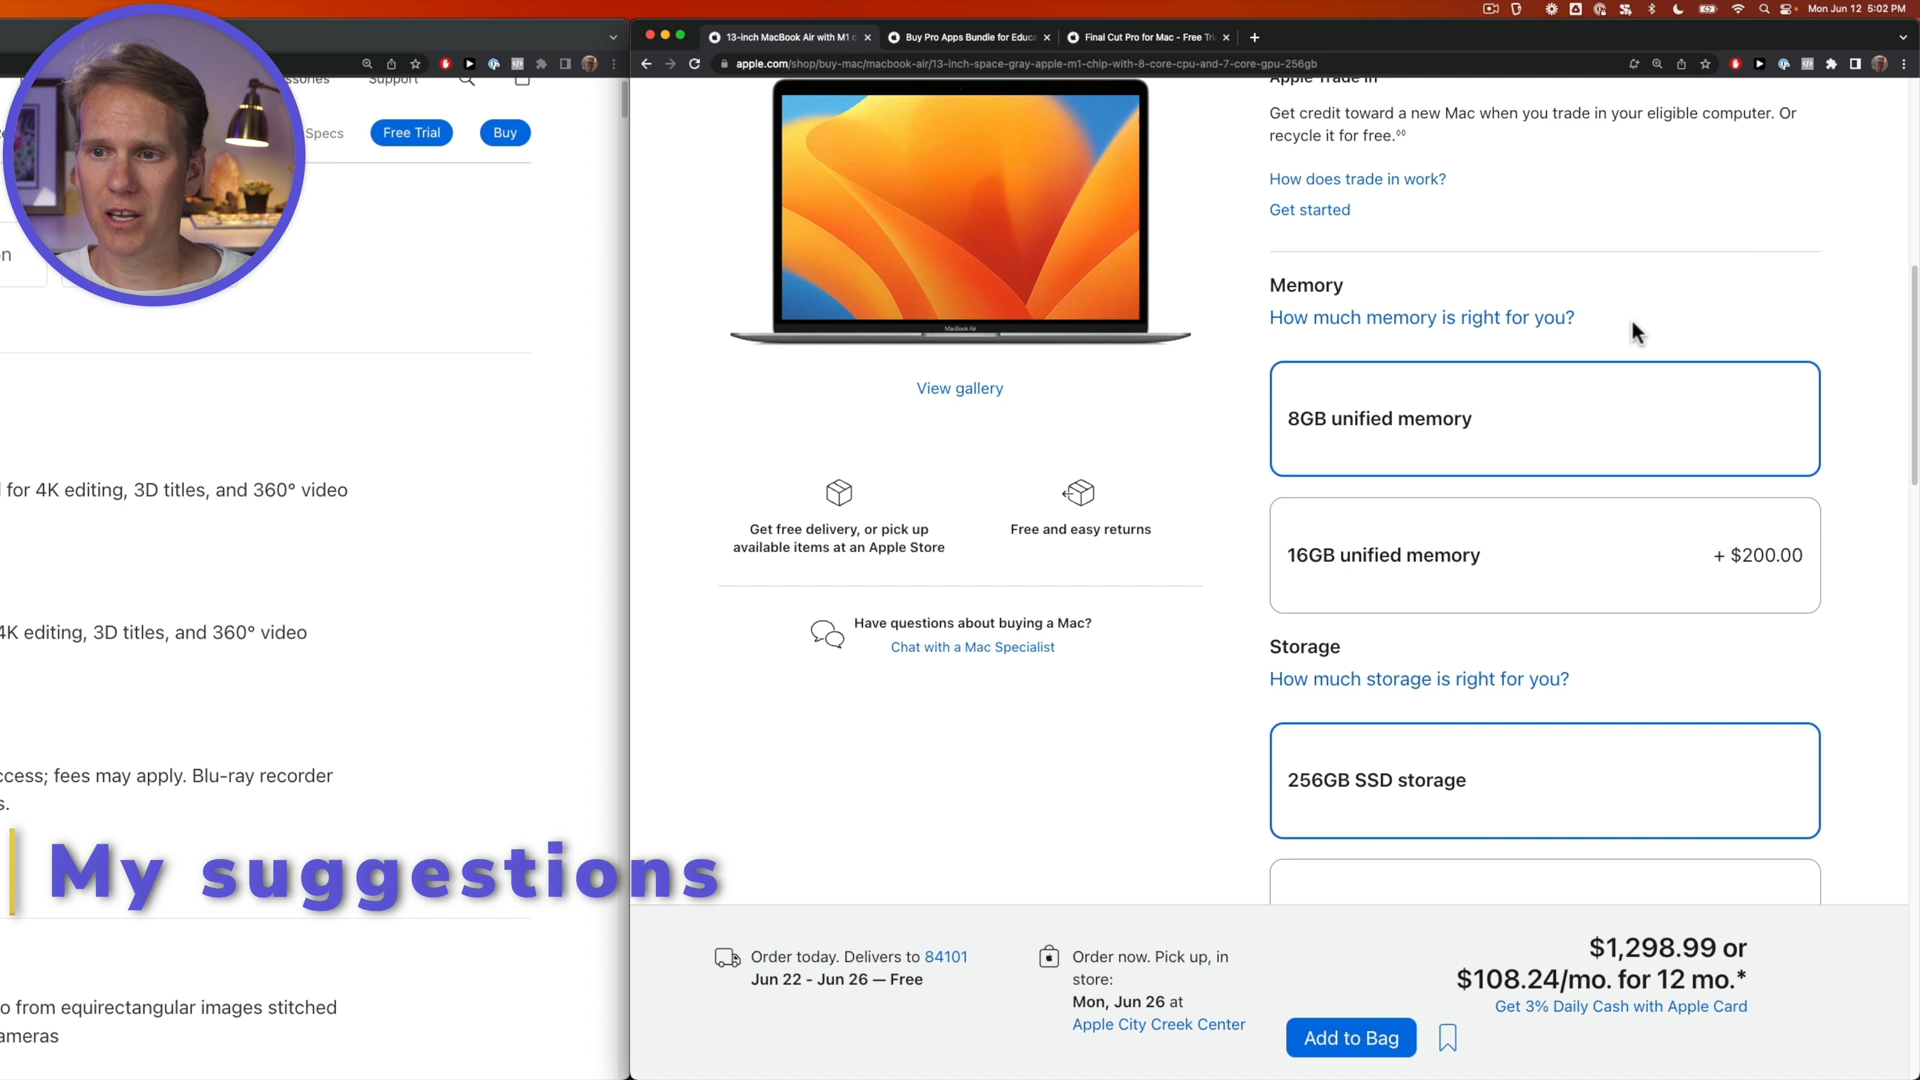 Mon Jun 12 5:02 PM
13-inch MacBook Air with M1
Buy Pro Apps Bundle for Educa
Final Cut Pro for Mac - Free Tri
apple.com/shop/buy-mac/macbook-air/13-inch-space-gray-apple-m1-chip-with-8-core-cpu-and-7-core-gpu-256gb
Support
Specs
Free Trial
Buy
for 4K editing, 3D titles, and 360° video
4K editing, 3D titles, and 360° video
ccess; fees may apply. Blu-ray recorder
s.
My suggestions
o from equirectangular images stitched
ameras
MacBook Air
View gallery
Get free delivery, or pick up
available items at an Apple Store
Free and easy returns
Have questions about buying a Mac?
Chat with a Mac Specialist
Apple Trade In
Get credit toward a new Mac when you trade in your eligible computer. Or
recycle it for free.◊◊
How does trade in work?
Get started
Memory
How much memory is right for you?
8GB unified memory
16GB unified memory + $200.00
Storage
How much storage is right for you?
256GB SSD storage
Order today. Delivers to 84101
Jun 22 - Jun 26 — Free
Order now. Pick up, in
store:
Mon, Jun 26 at
Apple City Creek Center
$1,298.99 or
$108.24/mo. for 12 mo.*
Get 3% Daily Cash with Apple Card
Add to Bag